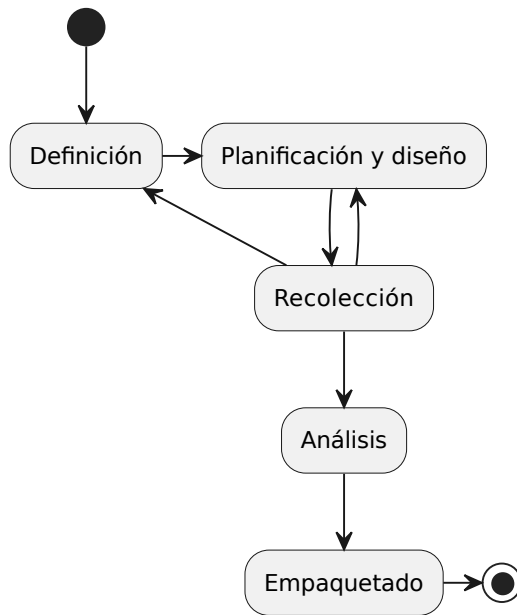 Definición
Planificación y diseño
Recolección
Análisis
Empaquetado